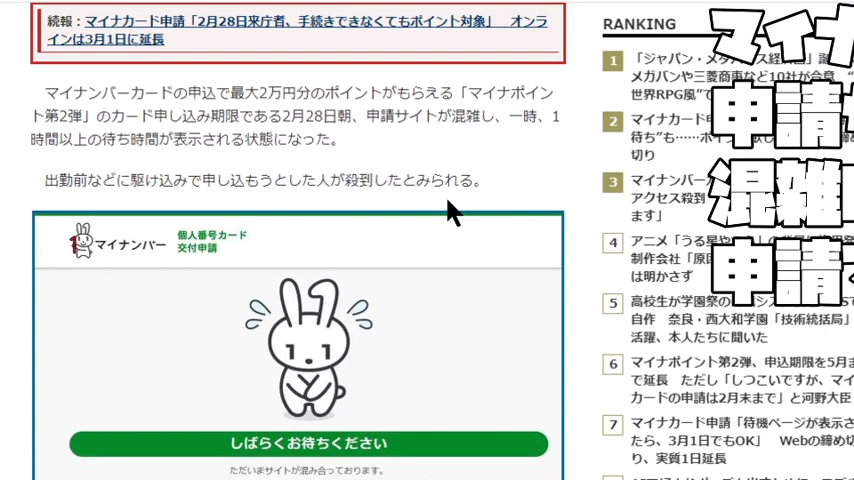 続報：マイナカード申請「2月28日来庁者、手続きできなくてもポイント対象」　オンラ
インは3月1日に延長
マイナンバーカードの申込で最大2万円分のポイントがもらえる「マイナポイン
ト第2弾」のカード申し込み期限である2月28日朝、申請サイトが混雑し、一時、1
時間以上の待ち時間が表示される状態になった。
出勤前などに駆け込みで申し込もうとした人が殺到したとみられる。
マイナンバー
個人番号カード
交付申請
しばらくお待ちください
ただいまサイトが混み合っております。
RANKING
1
「ジャパン・メタバース経
メガバンや三菱商事など10社が合意
世界RPG風"で
2
マイナカード申
待ち"も……ポイ
切り
3
マイナンバー
アクセス殺到
ます」
4
アニメ「うる星や
制作会社「原因
は明かさず
5
高校生が学園祭の
自作　奈良・西大和学園「技術統括局」
活躍、本人たちに聞いた
6
マイナポイント第2弾、申込期限を5月ま
で延長　ただし「しつこいですが、マイ
カードの申請は2月末まで」と河野大臣
7
マイナカード申請「待機ページが表示さ
たら、3月1日でもOK」　Webの締め切
り、実質1日延長
マイナ
申請
混雑
申請